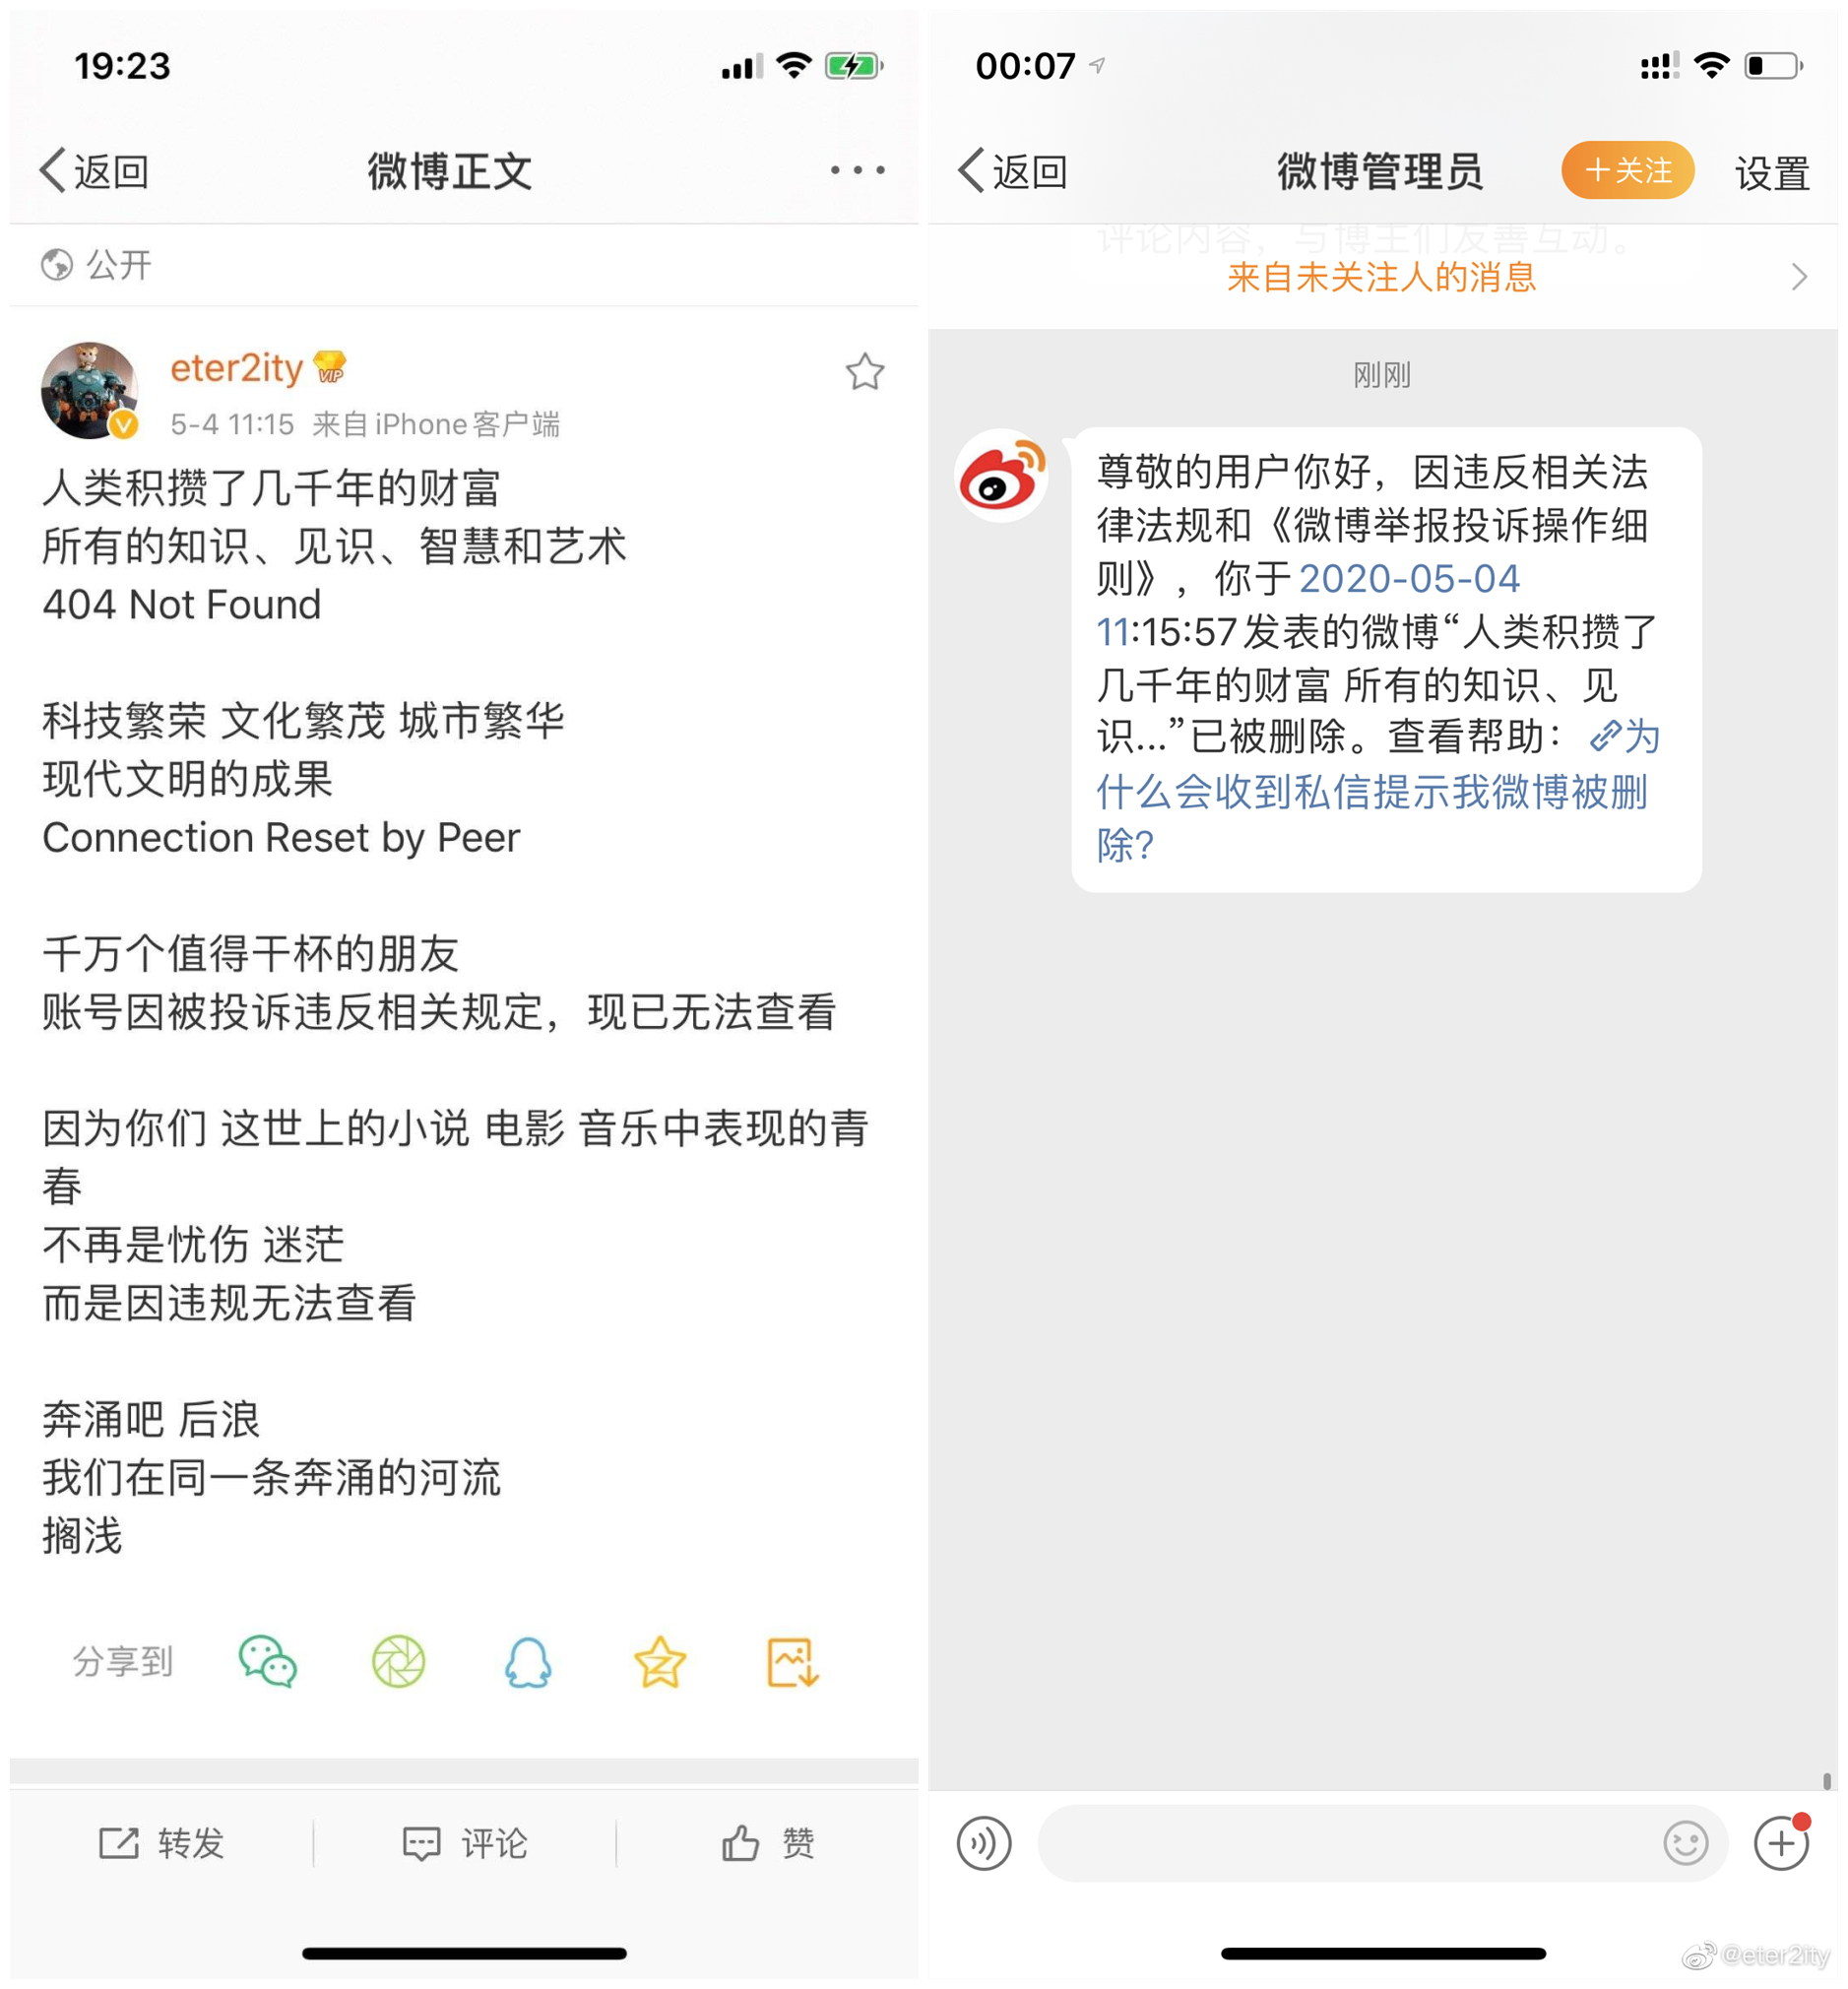 19:23
返回
微博正文
公开
eter2ity
VIP
5-4 11:15 来自 iPhone客户端
人类积攒了几千年的财富
所有的知识、见识、智慧和艺术
404 Not Found
科技繁荣 文化繁茂 城市繁华
现代文明的成果
Connection Reset by Peer
千万个值得干杯的朋友
账号因被投诉违反相关规定，现已无法查看
因为你们 这世上的小说 电影 音乐中表现的青
春
不再是忧伤 迷茫
而是因违规无法查看
奔涌吧 后浪
我们在同一条奔涌的河流
搁浅
分享到
转发
评论
赞
00:07
返回
微博管理员
+关注
设置
评论内容，与博主们友善互动。
来自未关注人的消息
刚刚
尊敬的用户你好，因违反相关法
律法规和《微博举报投诉操作细
则》，你于2020-05-04
11:15:57发表的微博“人类积攒了
几千年的财富 所有的知识、见
识...”已被删除。查看帮助：为
什么会收到私信提示我微博被删
除?
@eter2ity